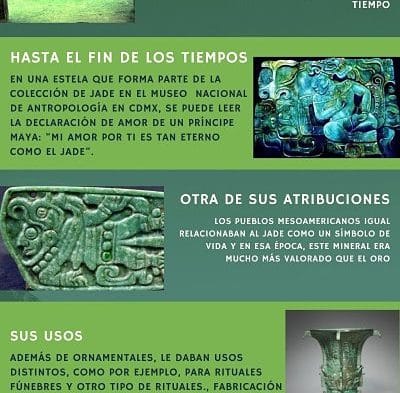 TIEMPO
HASTA EL FIN DE LOS TIEMPOS
EN UNA ESTELA QUE FORMA PARTE DE LA
COLECCIÓN DE JADE EN EL MUSEO NACIONAL
DE ANTROPOLOGÍA EN CDMX, SE PUEDE LEER
LA DECLARACIÓN DE AMOR DE UN PRÍNCIPE
MAYA: "MI AMOR POR TI ES TAN ETERNO
COMO EL JADE".
OTRA DE SUS ATRIBUCIONES
LOS PUEBLOS MESOAMERICANOS IGUAL
RELACIONABAN AL JADE COMO UN SÍMBOLO DE
VIDA Y EN ESA ÉPOCA, ESTE MINERAL ERA
MUCHO MÁS VALORADO QUE EL ORO
SUS USOS
ADEMÁS DE ORNAMENTALES, LE DABAN USOS
DISTINTOS, COMO POR EJEMPLO, PARA RITUALES
FÚNEBRES Y OTRO TIPO DE RITUALES., FABRICACIÓN